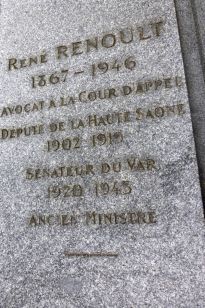 RENÉ RENOULT
1867-1946
AVOCAT A LA COUR D'APPEL
DÉPUTÉ DE LA HAUTE SAÔNE
1902 1919
SÉNATEUR DU VAR
1920 1943
ANCIEN MINISTRE